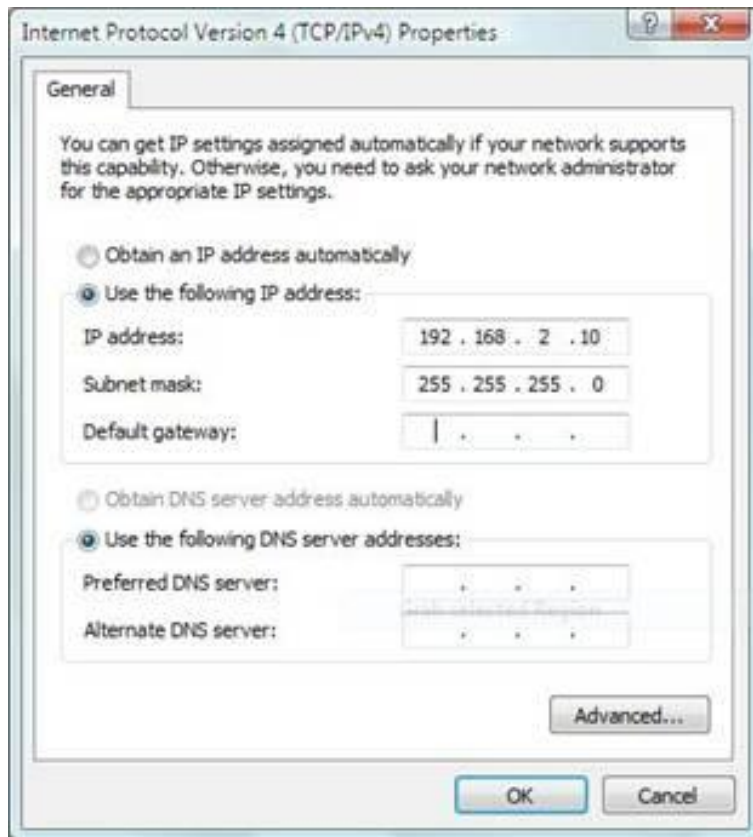 Internet Protocol Version 4 (TCP/IPv4) Properties
General
You can get IP settings assigned automatically if your network supports
this capability. Otherwise, you need to ask your network administrator
for the appropriate IP settings.
Obtain an IP address automatically
Use the following IP address:
IP address: 192 . 168 . 2 . 10
Subnet mask: 255 . 255 . 255 . 0
Default gateway: . . .
Obtain DNS server address automatically
Use the following DNS server addresses:
Preferred DNS server: . . .
selected Region
Alternate DNS server: . . .
Advanced...
OK Cancel